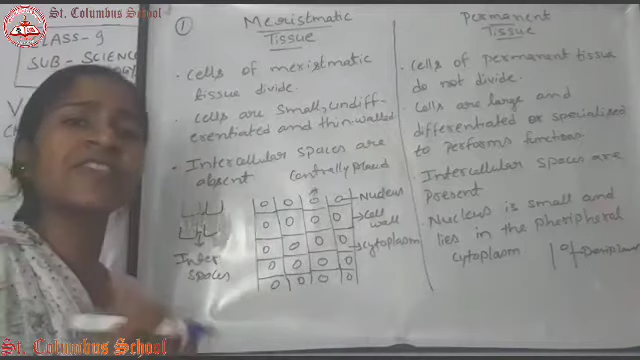 St. Columbus School
CLASS-9
SUB- SCIENCE
1
Meristmatic
Tissue
· Cells of meristmatic
tissue divide.
· Cells are small, undiff-
erentiated and thin-walled
· Intercellular spaces are
absent
Centrally placed
Nucleus
Cell
wall
cytoplasm
Inter
spaces
Permanent
Tissue
· Cells of permanent tissue
do not divide.
· Cells are large and
differentiated or specialised
to performs functions.
· Intercellular spaces are
present
· Nucleus is small and
lies in the pheripheral
cytoplasm
St. Columbus School